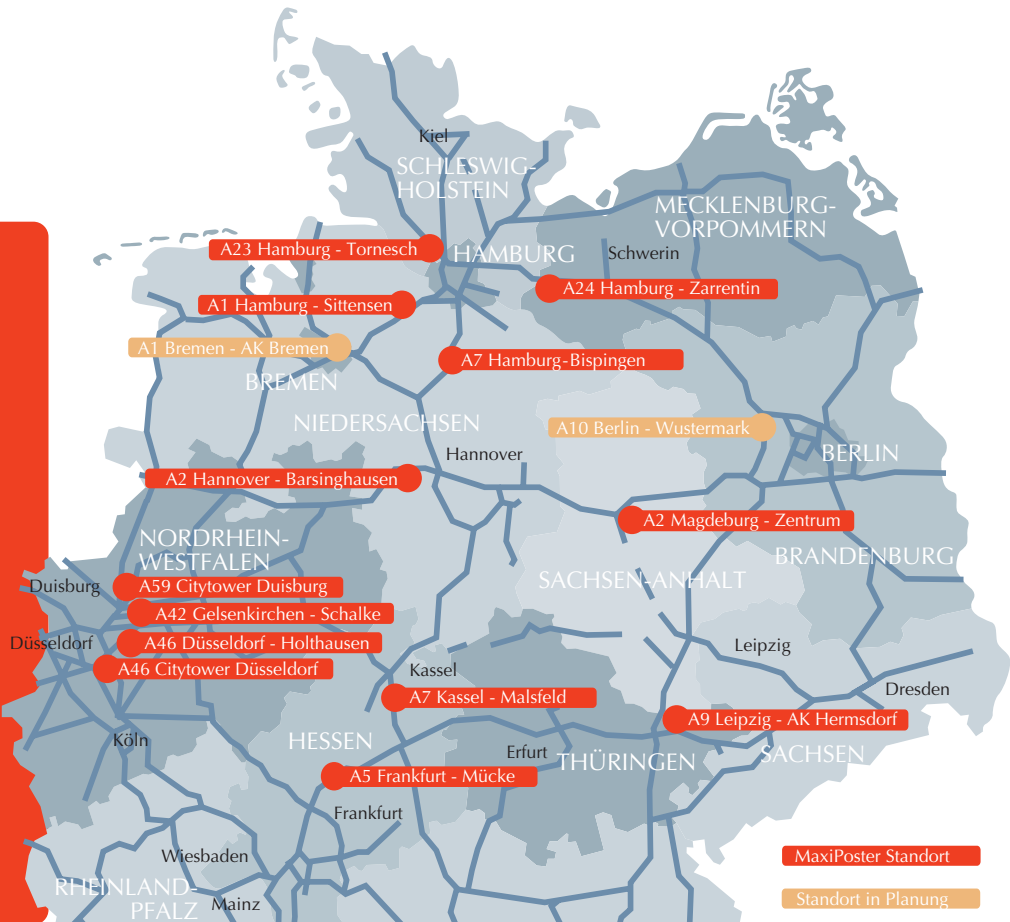 Kiel
SCHLESWIG-
HOLSTEIN
MECKLENBURG-
VORPOMMERN
A23 Hamburg - Tornesch
HAMBURG
Schwerin
A24 Hamburg - Zarrentin
A1 Hamburg - Sittensen
A1 Bremen - AK Bremen
A7 Hamburg-Bispingen
BREMEN
NIEDERSACHSEN
A10 Berlin - Wustermark
Hannover
BERLIN
A2 Hannover - Barsinghausen
A2 Magdeburg - Zentrum
NORDRHEIN-
WESTFALEN
BRANDENBURG
SACHSEN-ANHALT
Duisburg
A59 Citytower Duisburg
A42 Gelsenkirchen - Schalke
Düsseldorf
A46 Düsseldorf - Holthausen
Leipzig
A46 Citytower Düsseldorf
Kassel
Dresden
A7 Kassel - Malsfeld
A9 Leipzig - AK Hermsdorf
Köln
HESSEN
Erfurt
THÜRINGEN
SACHSEN
A5 Frankfurt - Mücke
Frankfurt
Wiesbaden
MaxiPoster Standort
RHEINLAND-
PFALZ
Mainz
Standort in Planung